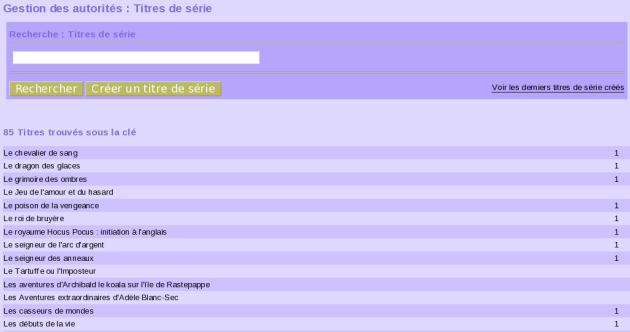 Gestion des autorités : Titres de série
Recherche : Titres de série
Rechercher Créer un titre de série Voir les derniers titres de série créés
85 Titres trouvés sous la clé
Le chevalier de sang 1
Le dragon des glaces 1
Le grimoire des ombres 1
Le Jeu de l'amour et du hasard
Le poison de la vengeance 1
Le roi de bruyère 1
Le royaume Hocus Pocus : initiation à l'anglais 1
Le seigneur de l'arc d'argent 1
Le seigneur des anneaux 1
Le Tartuffe ou l'Imposteur
Les aventures d'Archibald le koala sur l'île de Rastepappe
Les Aventures extraordinaires d'Adèle Blanc-Sec
Les casseurs de mondes 1
Les débuts de la vie 1